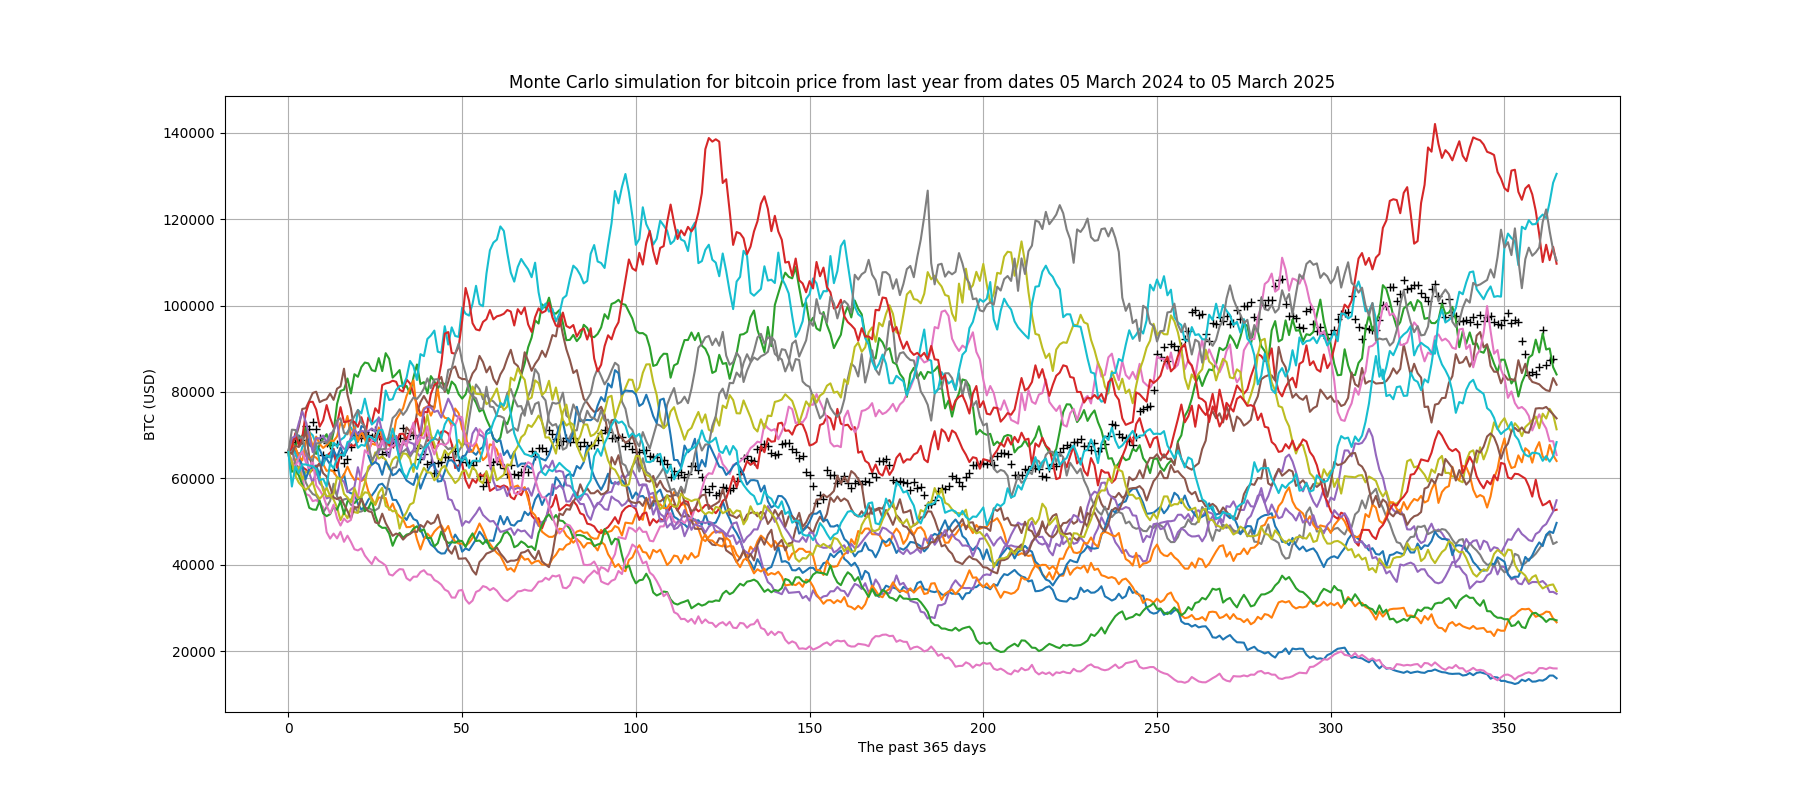 Monte Carlo simulation for bitcoin price from last year from dates 05 March 2024 to 05 March 2025
BTC (USD)
140000
120000
100000
80000
60000
40000
20000
0 50 100 150 200 250 300 350
The past 365 days